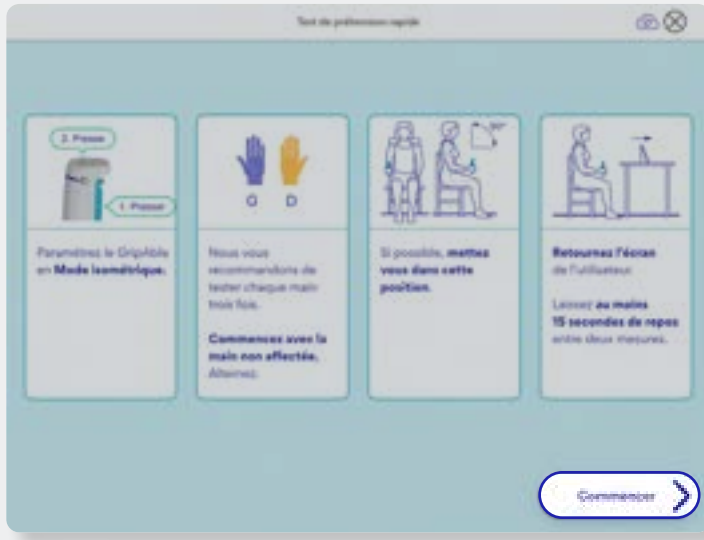 Test de préhension rapide
2. Presser
1. Presser
G D
Paramétrez le GripAble
en Mode Isométrique.
Nous vous
recommandons de
tester chaque main
trois fois.
Commencez avec la
main non affectée.
Alternez.
90°
Si possible, mettez
vous dans cette
position.
Retournez l'écran
de l'utilisateur.
Laissez au moins
15 secondes de repos
entre deux mesures.
Commencer